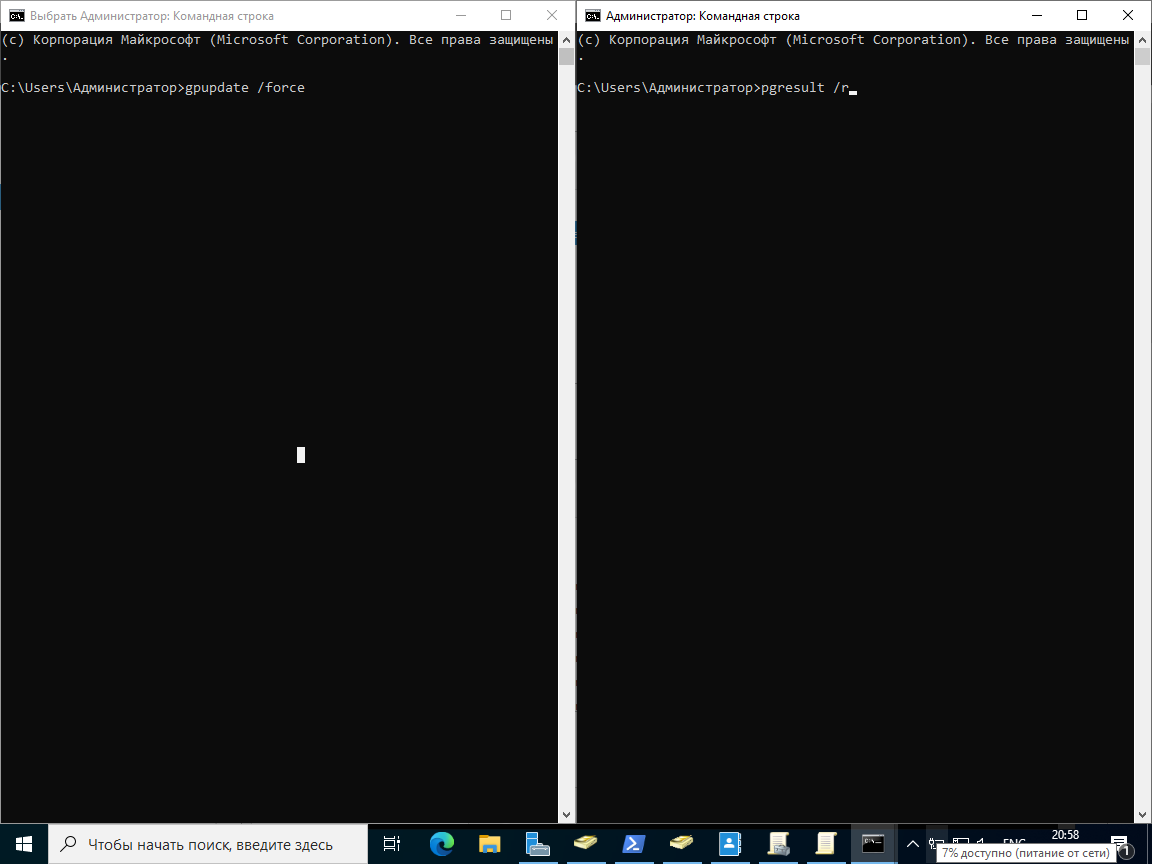 Выбрать Администратор: Командная строка
(c) Корпорация Майкрософт (Microsoft Corporation). Все права защищены
.
C:\Users\Администратор>gpupdate /force
Администратор: Командная строка
(c) Корпорация Майкрософт (Microsoft Corporation). Все права защищены
.
C:\Users\Администратор>pgresult /r
Чтобы начать поиск, введите здесь
20:58
7% доступно (питание от сети)
1